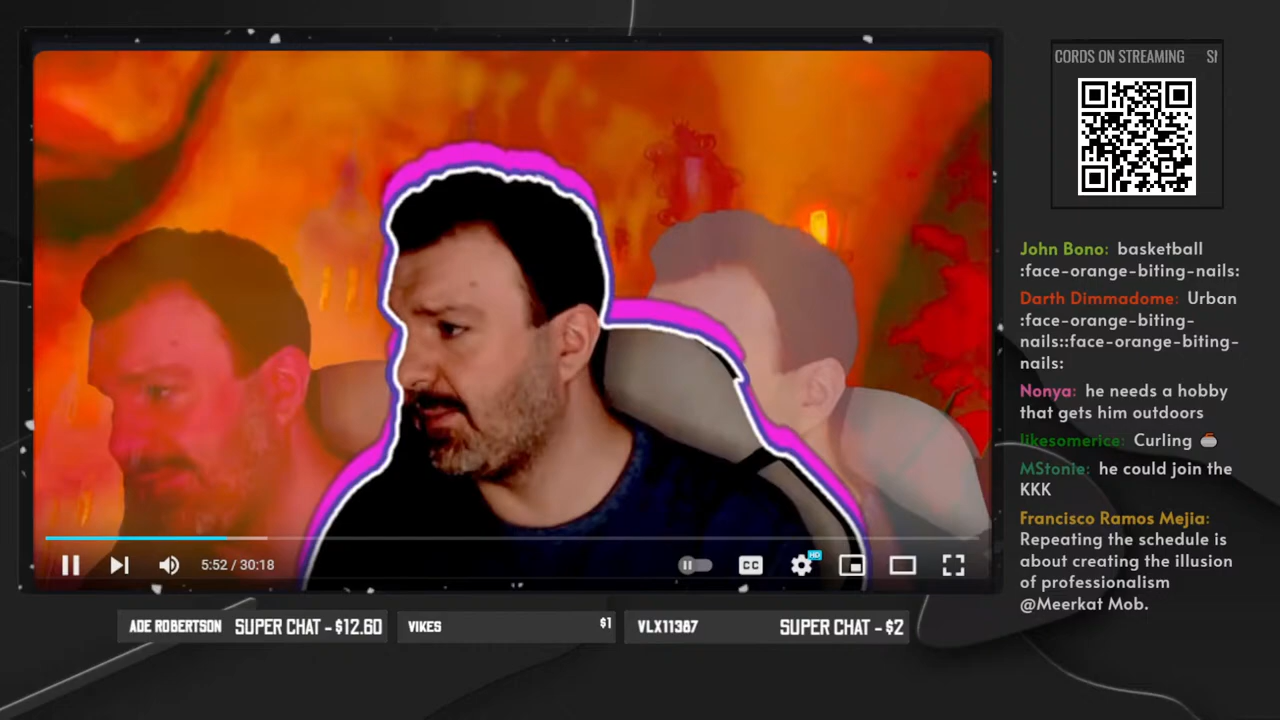 CORDS ON STREAMING SI
John Bono: basketball
:face-orange-biting-nails:
Darth Dimmadome: Urban
:face-orange-biting-
nails::face-orange-biting-
nails:
Nonya: he needs a hobby
that gets him outdoors
likesomerice: Curling
MStonie: he could join the
KKK
Francisco Ramos Mejia:
Repeating the schedule is
about creating the illusion
of professionalism
@Meerkat Mob.
5:52 / 30:18
CC
HD
ADE ROBERTSON SUPER CHAT - $12.60
VIKES $1
VLX11387 SUPER CHAT - $2